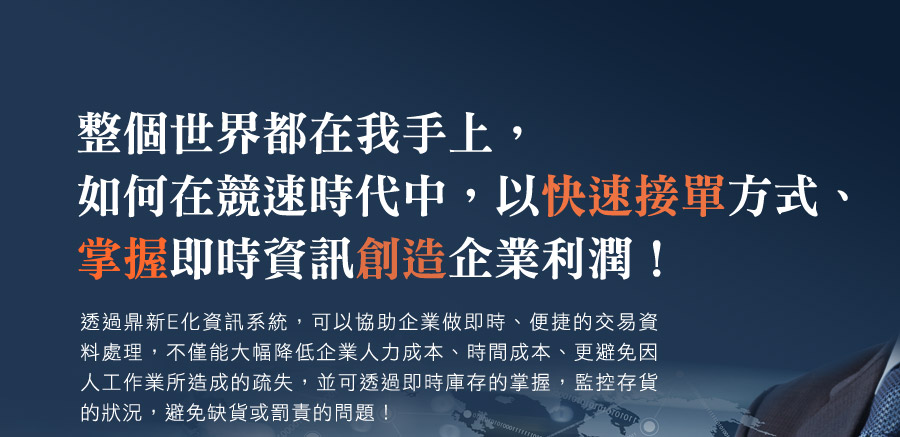 整個世界都在我手上，
如何在競速時代中，以快速接單方式、
掌握即時資訊創造企業利潤！
透過鼎新E化資訊系統，可以協助企業做即時、便捷的交易資
料處理，不僅能大幅降低企業人力成本、時間成本、更避免因
人工作業所造成的疏失，並可透過即時庫存的掌握，監控存貨
的狀況，避免缺貨或罰責的問題！